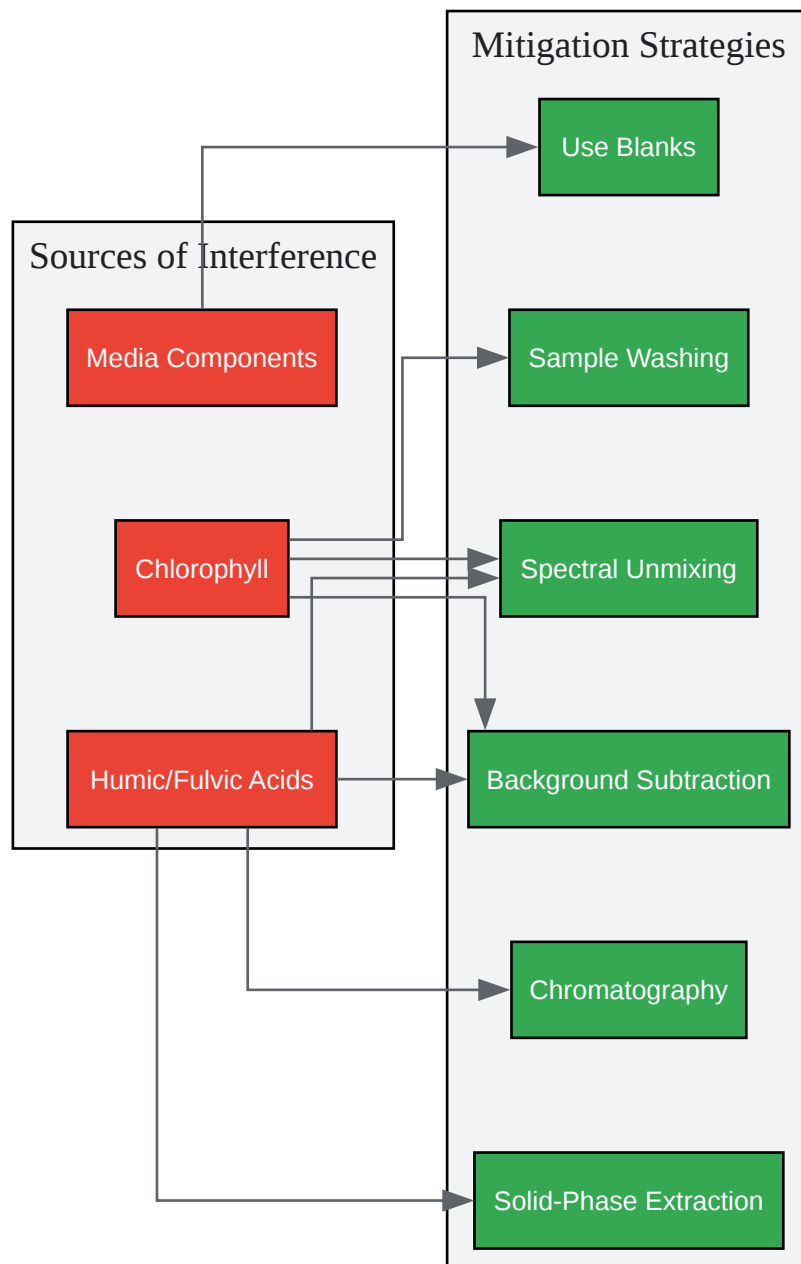 Mitigation Strategies
Use Blanks
Sources of Interference
Media Components
Sample Washing
Chlorophyll
Spectral Unmixing
Humic/Fulvic Acids
Background Subtraction
Chromatography
Solid-Phase Extraction